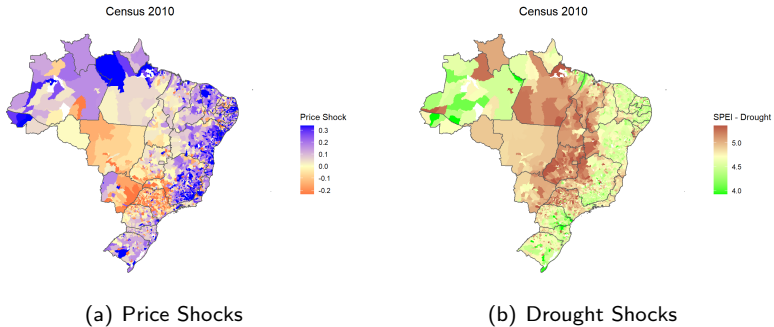 Census 2010
Price Shock
0.3
0.2
0.1
0.0
-0.1
-0.2
(a) Price Shocks
Census 2010
SPEI - Drought
5.0
4.5
4.0
(b) Drought Shocks